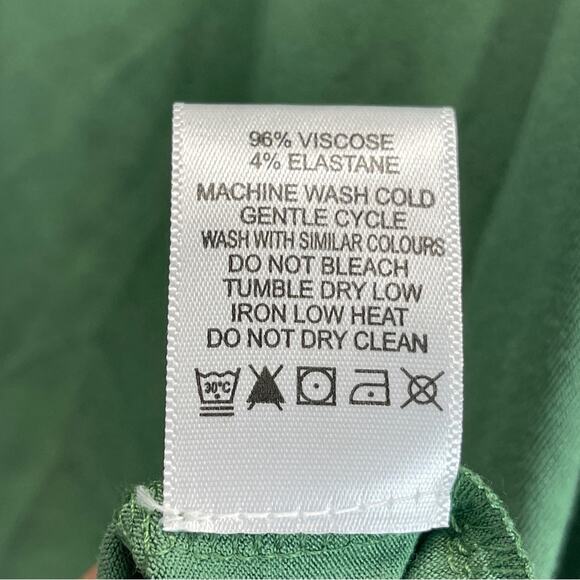 96% VISCOSE
4% ELASTANE
MACHINE WASH COLD
GENTLE CYCLE
WASH WITH SIMILAR COLOURS
DO NOT BLEACH
TUMBLE DRY LOW
IRON LOW HEAT
DO NOT DRY CLEAN
30°C